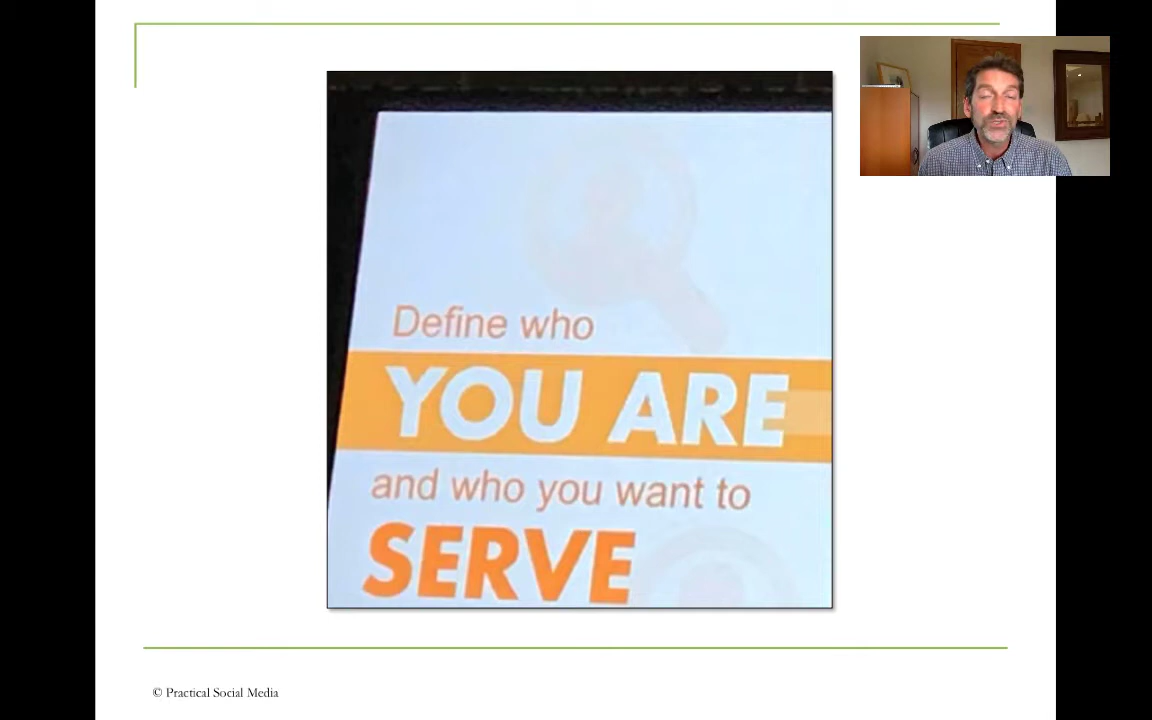 Define who
YOU ARE
and who you want to
SERVE
© Practical Social Media